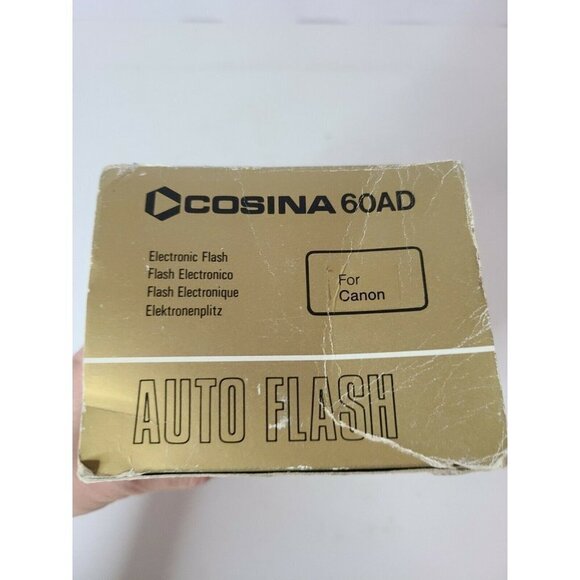 COSINA 60AD
Electronic Flash
Flash Electronico
Flash Electronique
Elektronenplitz
For
Canon
AUTO FLASH